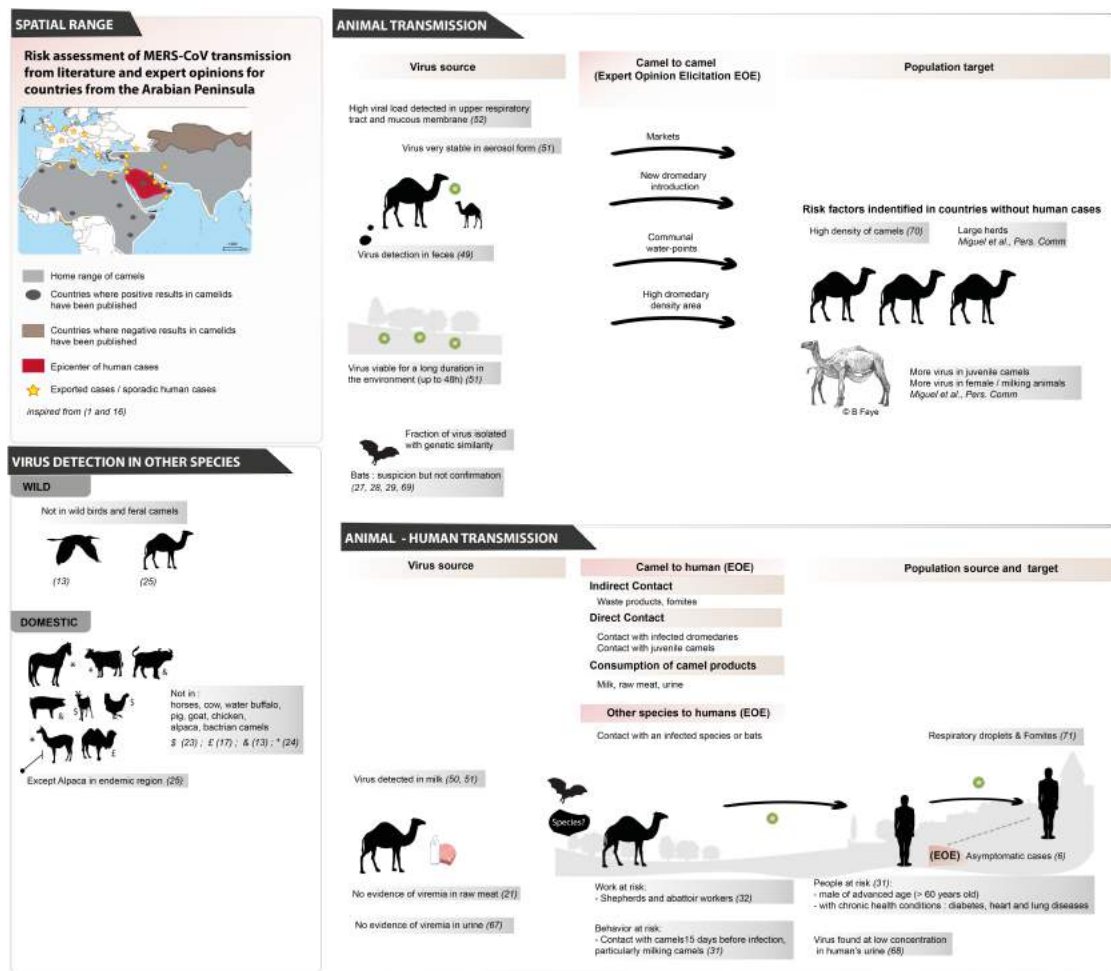 SPATIAL RANGE
Risk assessment of MERS-CoV transmission
from literature and expert opinions for
countries from the Arabian Peninsula
Home range of camels
Countries where positive results in camelids
have been published
Countries where negative results in camelids
have been published
Epicenter of human cases
Exported cases / sporadic human cases
inspired from (1 and 16)
VIRUS DETECTION IN OTHER SPECIES
WILD
Not in wild birds and feral camels
(13)
(25)
DOMESTIC
*
*
&
&
$
$
*
£
Not in :
horses, cow, water buffalo,
pig, goat, chicken,
alpaca, bactrian camels
$ (23) ; £ (17) ; & (13) ; * (24)
Except Alpaca in endemic region (25)
ANIMAL TRANSMISSION
Virus source
High viral load detected in upper respiratory
tract and mucous membrane (52)
Virus very stable in aerosol form (51)
Virus detection in feces (49)
Virus viable for a long duration in
the environment (up to 48h) (51)
Fraction of virus isolated
with genetic similarity
Bats : suspicion but not confirmation
(27, 28, 29, 69)
Camel to camel
(Expert Opinion Elicitation EOE)
Markets
New dromedary
introduction
Communal
water-points
High dromedary
density area
Population target
Risk factors indentified in countries without human cases
High density of camels (70)
Large herds
Miguel et al., Pers. Comm
More virus in juvenile camels
More virus in female / milking animals
Miguel et al., Pers. Comm
© B Faye
ANIMAL - HUMAN TRANSMISSION
Virus source
Virus detected in milk (50, 51)
No evidence of viremia in raw meat (21)
No evidence of viremia in urine (67)
Camel to human (EOE)
Indirect Contact
Waste products, fomites
Direct Contact
Contact with infected dromedaries
Contact with juvenile camels
Consumption of camel products
Milk, raw meat, urine
Other species to humans (EOE)
Contact with an infected species or bats
Species?
Work at risk:
- Shepherds and abattoir workers (32)
Behavior at risk:
- Contact with camels15 days before infection,
particularly milking camels (31)
Population source and target
Respiratory droplets & Fomites (71)
(EOE) Asymptomatic cases (6)
People at risk (31):
- male of advanced age (> 60 years old)
- with chronic health conditions : diabetes, heart and lung diseases
Virus found at low concentration
in human's urine (68)